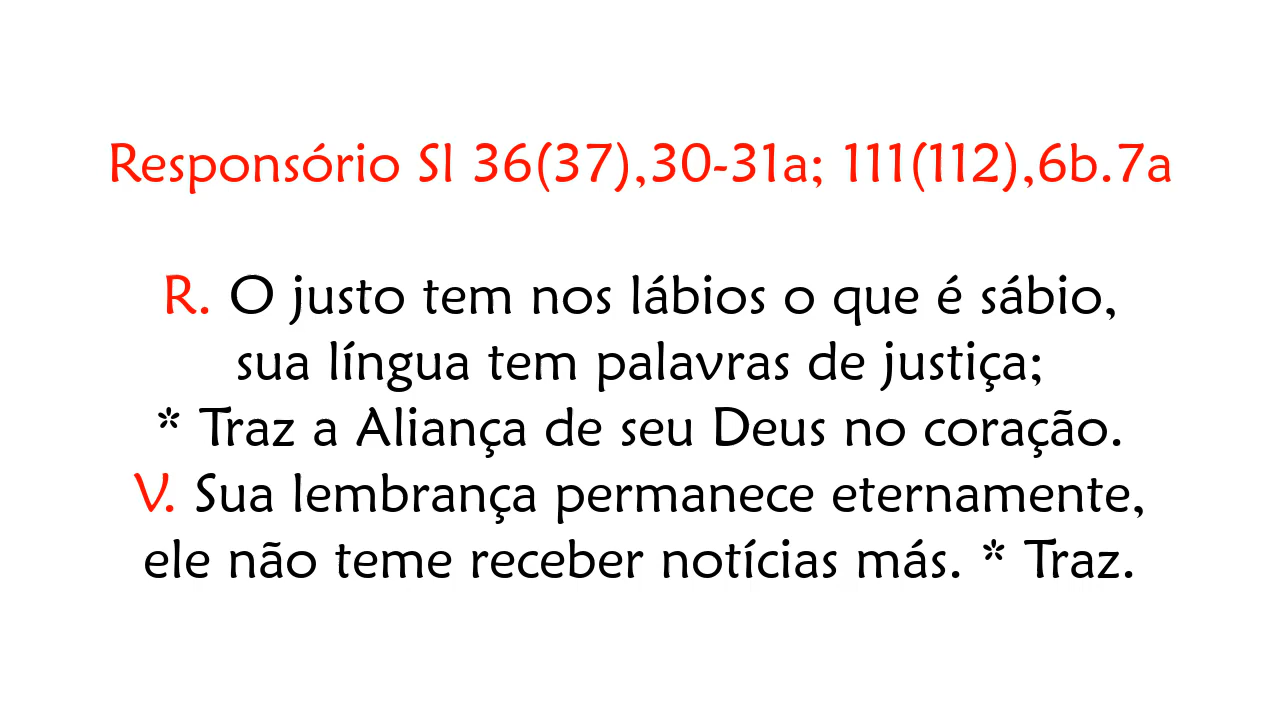 Responsório Sl 36(37),30-31a; 111(112),6b.7a
R. O justo tem nos lábios o que é sábio,
sua língua tem palavras de justiça;
* Traz a Aliança de seu Deus no coração.
V. Sua lembrança permanece eternamente,
ele não teme receber notícias más. * Traz.